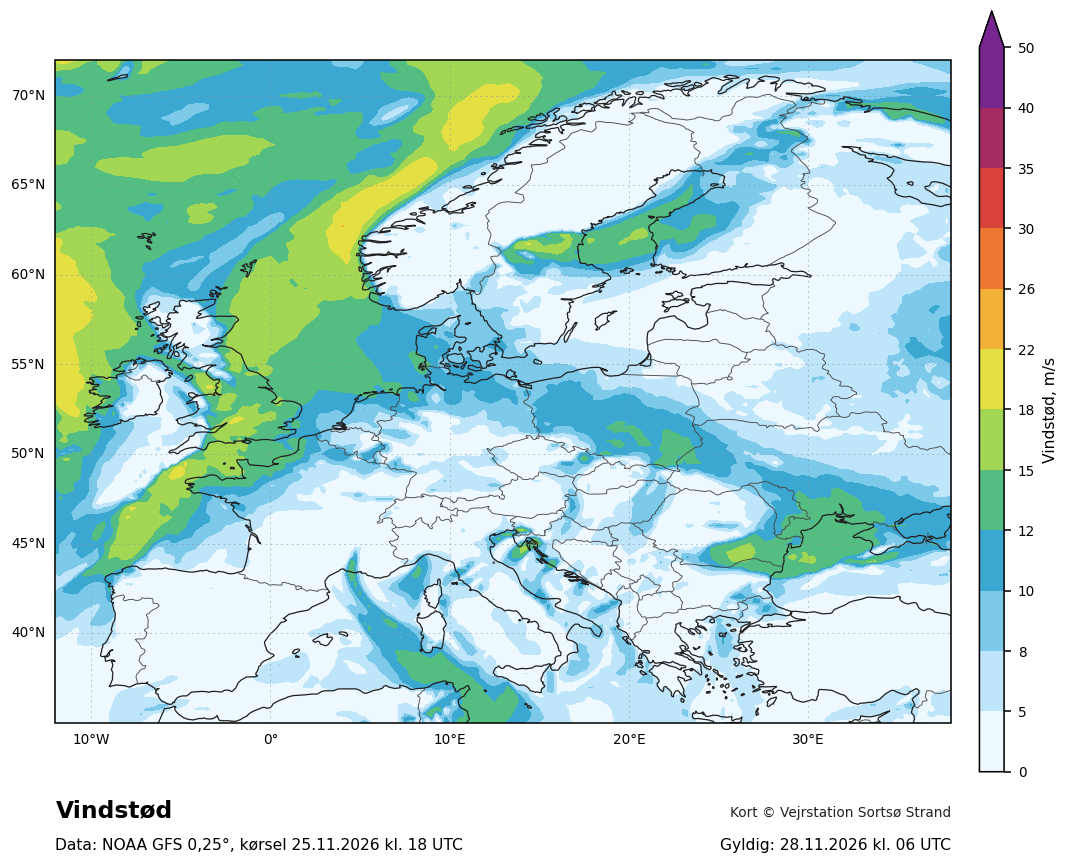 70°N
65°N
60°N
55°N
50°N
45°N
40°N
10°W
0°
10°E
20°E
30°E
50
40
35
30
26
22
18
15
12
10
8
5
0
Vindstød, m/s
Vindstød
Kort © Vejrstation Sortsø Strand
Data: NOAA GFS 0,25°, kørsel 25.11.2026 kl. 18 UTC
Gyldig: 28.11.2026 kl. 06 UTC